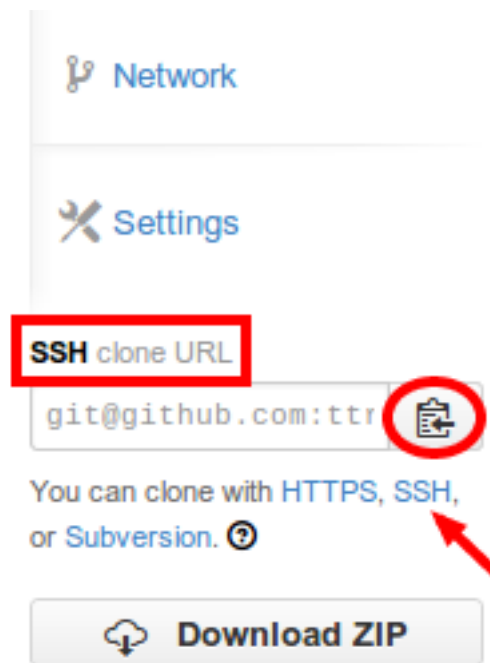 Network
Settings
SSH clone URL
git@github.com:ttr
You can clone with HTTPS, SSH,
or Subversion.
Download ZIP